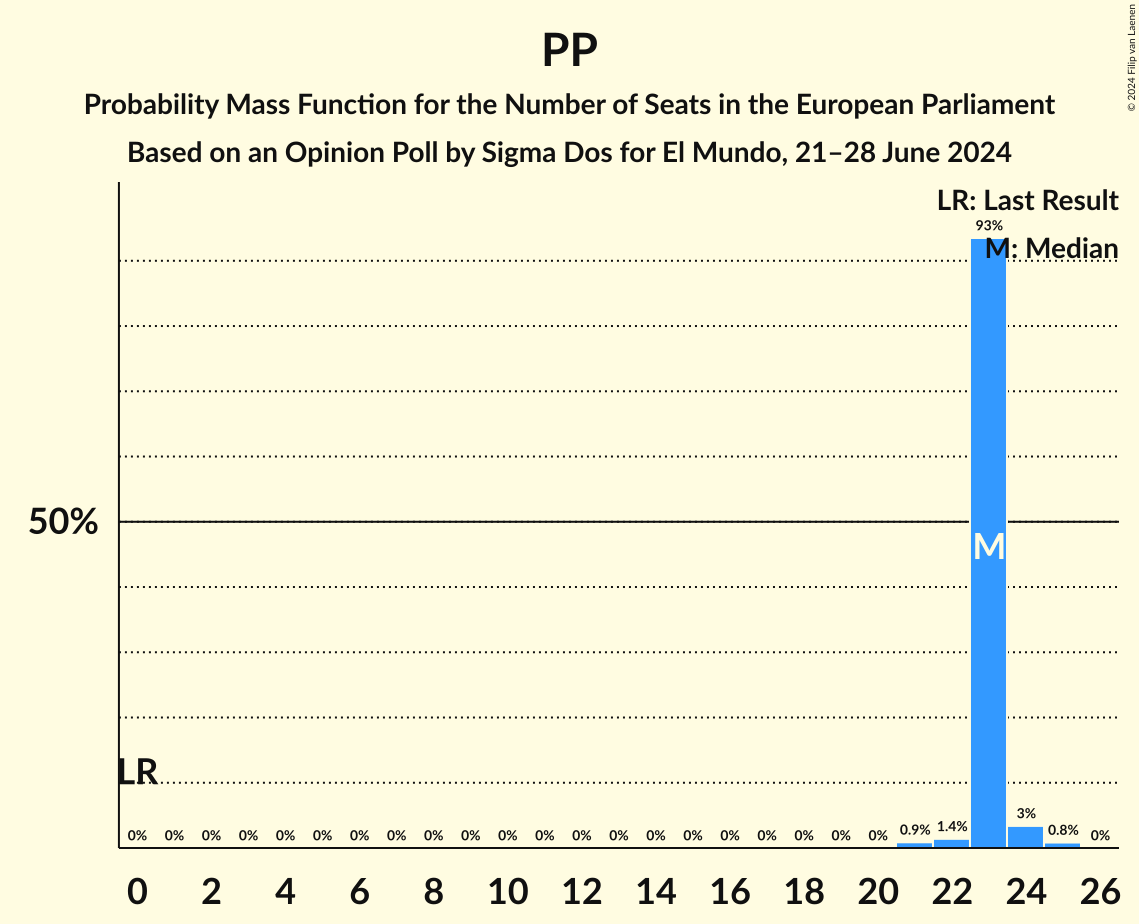 PP
Probability Mass Function for the Number of Seats in the European Parliament
Based on an Opinion Poll by Sigma Dos for El Mundo, 21–28 June 2024
© 2024 Filip van Laenen
LR: Last Result
M: Median
93%
50%
M
LR
0% 0% 0% 0% 0% 0% 0% 0% 0% 0% 0% 0% 0% 0% 0% 0% 0% 0% 0% 0% 0% 0.9% 1.4% 3% 0.8% 0%
0 2 4 6 8 10 12 14 16 18 20 22 24 26